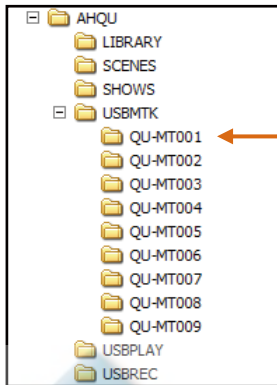 AHQU
LIBRARY
SCENES
SHOWS
USBMTK
QU-MT001
QU-MT002
QU-MT003
QU-MT004
QU-MT005
QU-MT006
QU-MT007
QU-MT008
QU-MT009
USBPLAY
USBREC